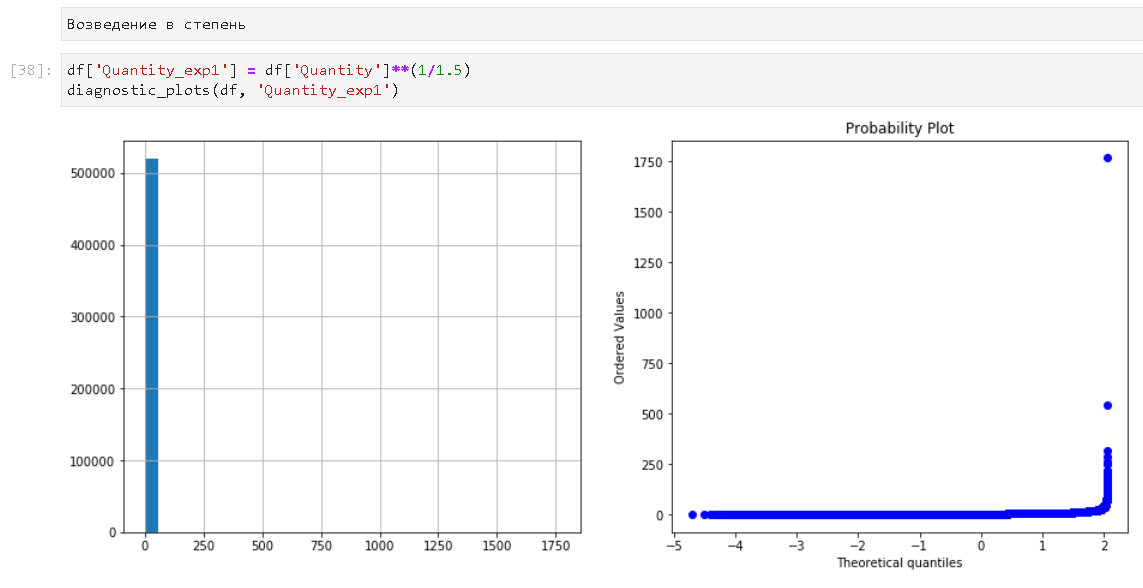 Возведение в степень
[38]:
df['Quantity_exp1'] = df['Quantity']**(1/1.5)
diagnostic_plots(df, 'Quantity_exp1')
Probability Plot
500000
400000
300000
200000
100000
0
0 250 500 750 1000 1250 1500 1750
Ordered Values
1750
1500
1250
1000
750
500
250
0
−5 −4 −3 −2 −1 0 1 2
Theoretical quantiles